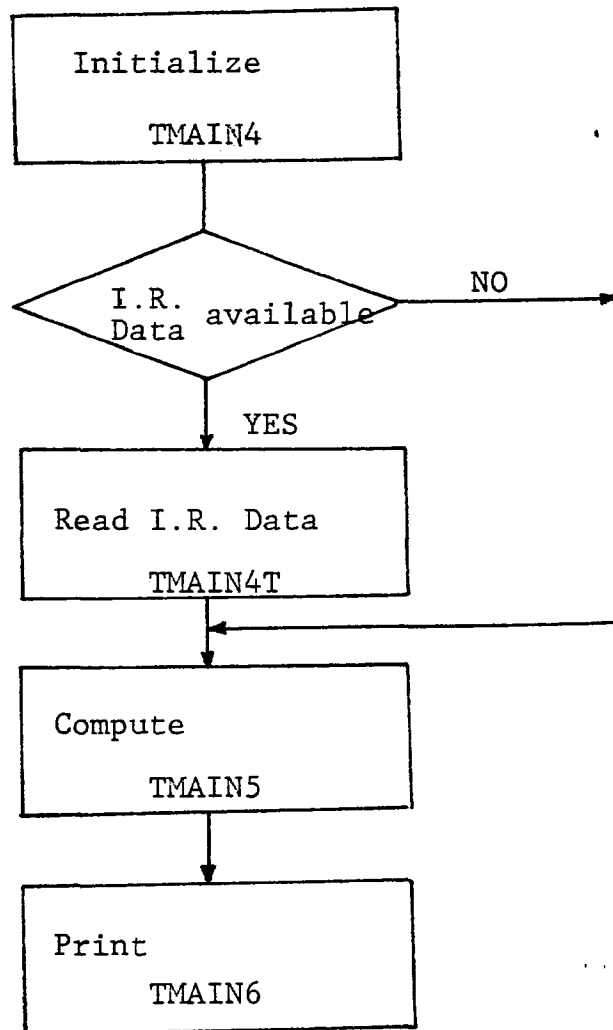 Initialize
TMAIN4
I.R.
Data available
NO
YES
Read I.R. Data
TMAIN4T
Compute
TMAIN5
Print
TMAIN6